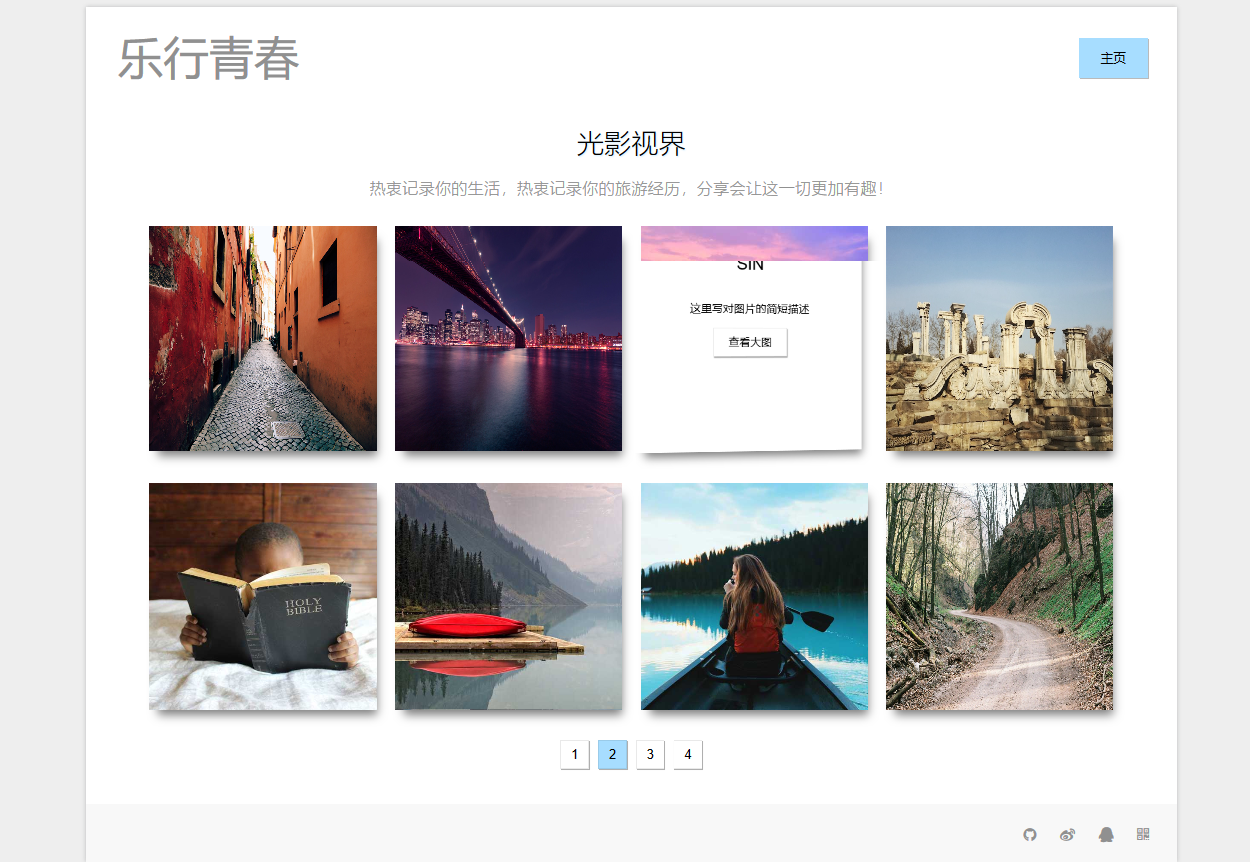 乐行青春
主页
光影视界
热衷记录你的生活，热衷记录你的旅游经历，分享会让这一切更加有趣！
SIN
这里写对图片的简短描述
查看大图
HOLY
BIBLE
1 2 3 4